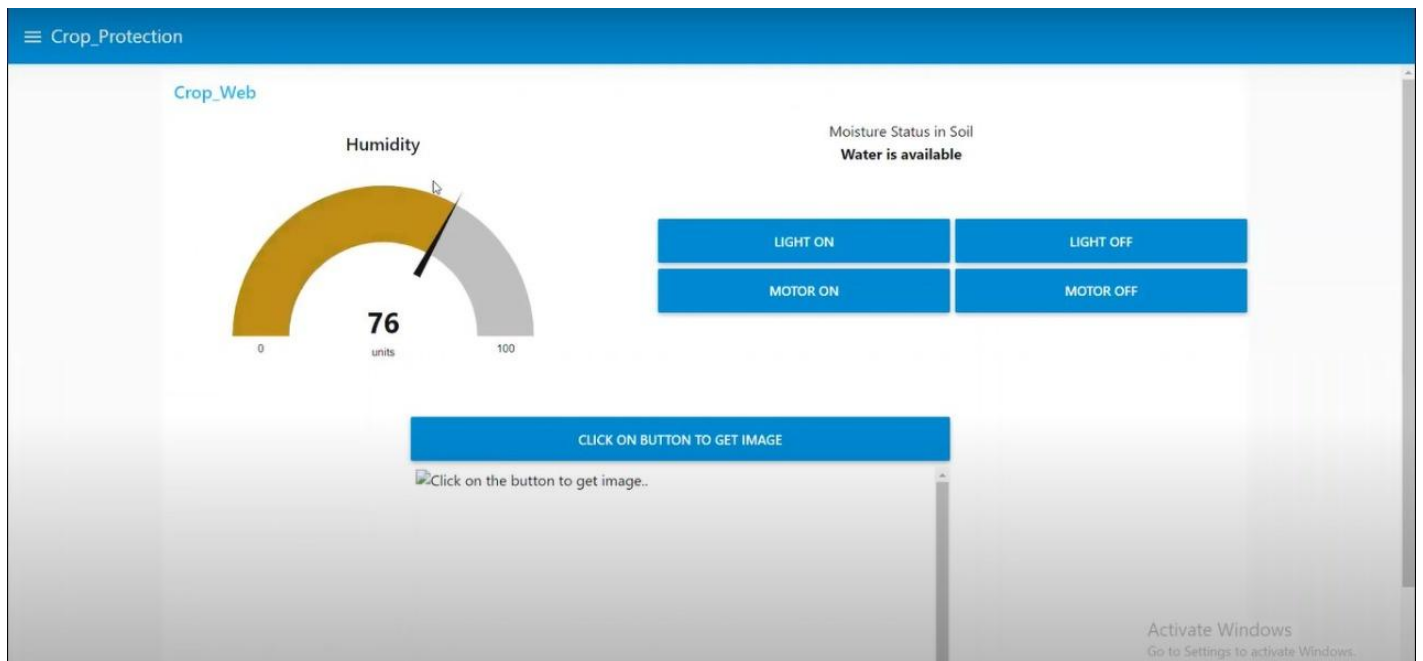 Crop_Protection
Crop_Web
Humidity
76
units
0
100
Moisture Status in Soil
Water is available
LIGHT ON
LIGHT OFF
MOTOR ON
MOTOR OFF
CLICK ON BUTTON TO GET IMAGE
Click on the button to get image..
Activate Windows
Go to Settings to activate Windows.